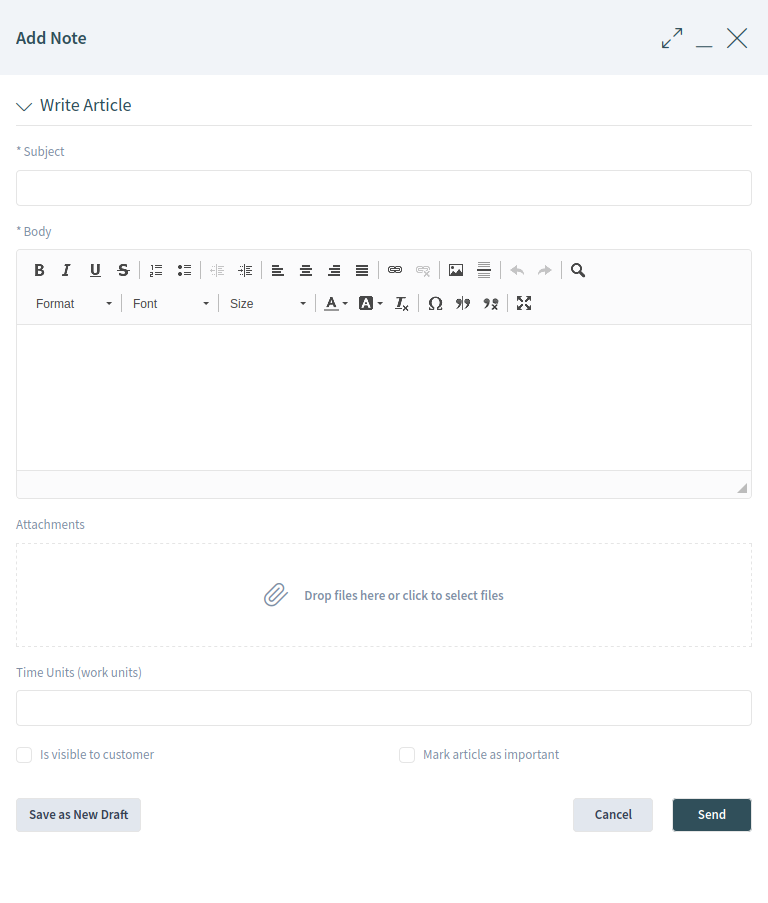 Add Note
Write Article
* Subject
* Body
Format Font Size
Attachments
Drop files here or click to select files
Time Units (work units)
Is visible to customer Mark article as important
Save as New Draft Cancel Send